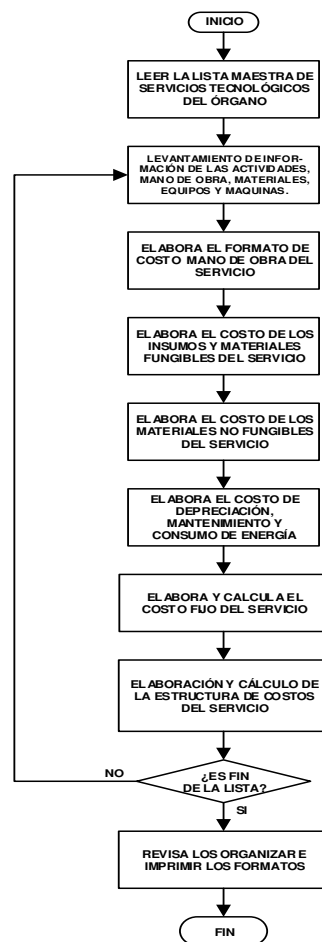 INICIO
LEER LA LISTA MAESTRA DE
SERVICIOS TECNOLÓGICOS
DEL ÓRGANO
LEVANTAMIENTO DE INFOR-
MACIÓN DE LAS ACTIVIDADES,
MANO DE OBRA, MATERIALES,
EQUIPOS Y MAQUINAS.
ELABORA EL FORMATO DE
COSTO MANO DE OBRA DEL
SERVICIO
ELABORA EL COSTO DE LOS
INSUMOS Y MATERIALES
FUNGIBLES DEL SERVICIO
ELABORA EL COSTO DE LOS
MATERIALES NO FUNGIBLES
DEL SERVICIO
ELABORA EL COSTO DE
DEPRECIACIÓN,
MANTENIMIENTO Y
CONSUMO DE ENERGÍA
ELABORA Y CALCULA EL
COSTO FIJO DEL SERVICIO
ELABORACIÓN Y CÁLCULO DE
LA ESTRUCTURA DE COSTOS
DEL SERVICIO
NO
¿ES FIN
DE LA LISTA?
SI
REVISA LOS ORGANIZAR E
IMPRIMIR LOS FORMATOS
FIN